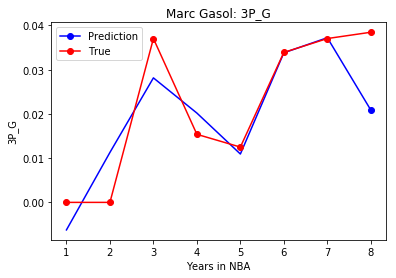 Marc Gasol: 3P_G
Prediction
True
0.04
0.03
0.02
0.01
0.00
3P_G
1 2 3 4 5 6 7 8
Years in NBA